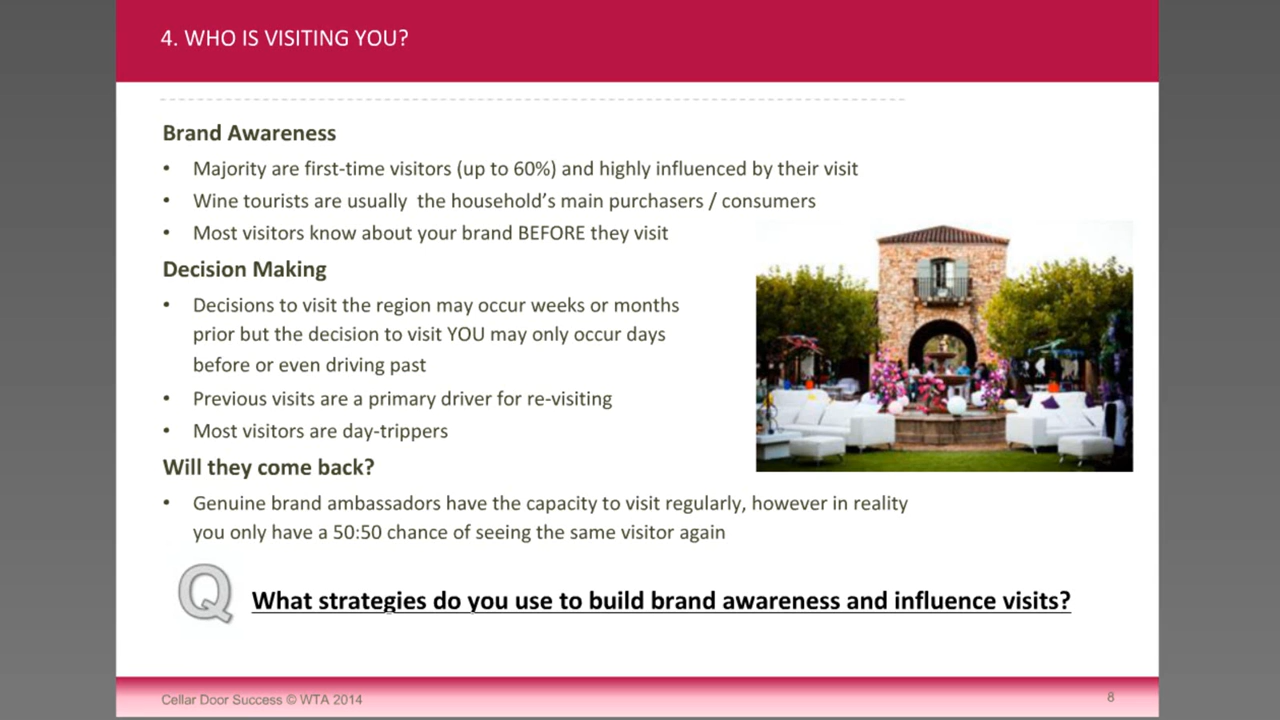 4. WHO IS VISITING YOU?
Brand Awareness
• Majority are first-time visitors (up to 60%) and highly influenced by their visit
• Wine tourists are usually  the household’s main purchasers / consumers
• Most visitors know about your brand BEFORE they visit
Decision Making
• Decisions to visit the region may occur weeks or months
prior but the decision to visit YOU may only occur days
before or even driving past
• Previous visits are a primary driver for re-visiting
• Most visitors are day-trippers
Will they come back?
• Genuine brand ambassadors have the capacity to visit regularly, however in reality
you only have a 50:50 chance of seeing the same visitor again
Q What strategies do you use to build brand awareness and influence visits?
Cellar Door Success © WTA 2014
8